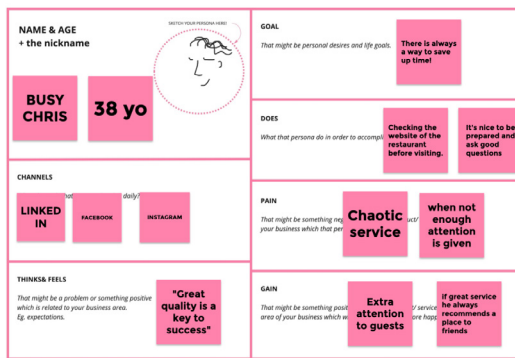 NAME & AGE
+ the nickname
SKETCH YOUR PERSONA HERE!
BUSY
CHRIS
38 yo
CHANNELS
daily?
LINKED
IN
FACEBOOK
INSTAGRAM
THINKS& FEELS
That might be a problem or something positive
which is related to your business area.
Eg. expectations.
"Great
quality is a
key to
success"
GOAL
That might be personal desires and life goals.
There is always
a way to save
up time!
DOES
What that persona do in order to accompli
Checking the
website of the
restaurant
before visiting.
It's nice to be
prepared and
ask good
questions
PAIN
That might be something neg
your business which that per
Chaotic
service
when not
enough
attention
is given
GAIN
That might be something posit
/ service
area of your business which w
ore happ
Extra
attention
to guests
if great service
he always
recommends a
place to
friends